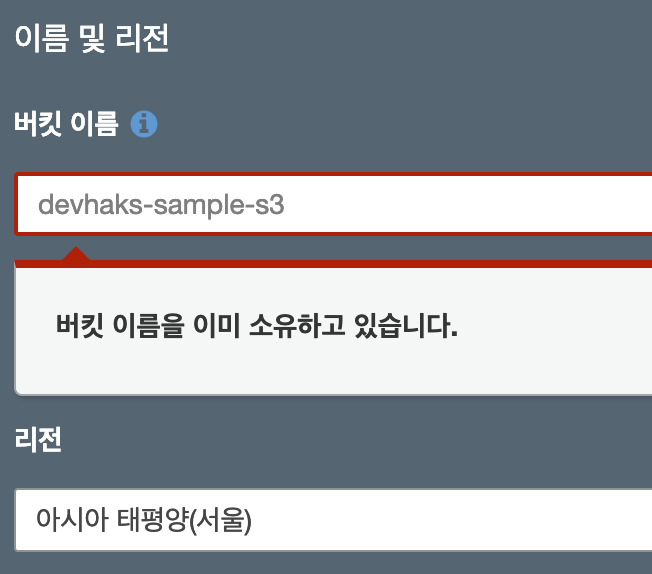 이름 및 리전
버킷 이름
devhaks-sample-s3
버킷 이름을 이미 소유하고 있습니다.
리전
아시아 태평양(서울)